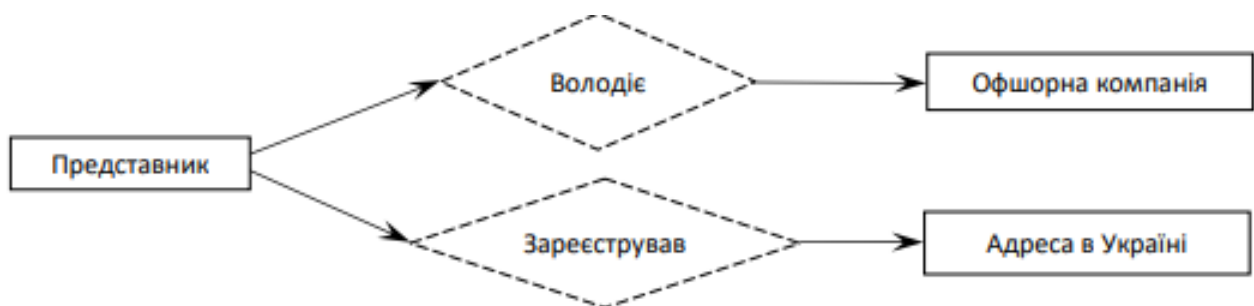 Володіє
Офшорна компанія
Представник
Зареєстрував
Адреса в Україні